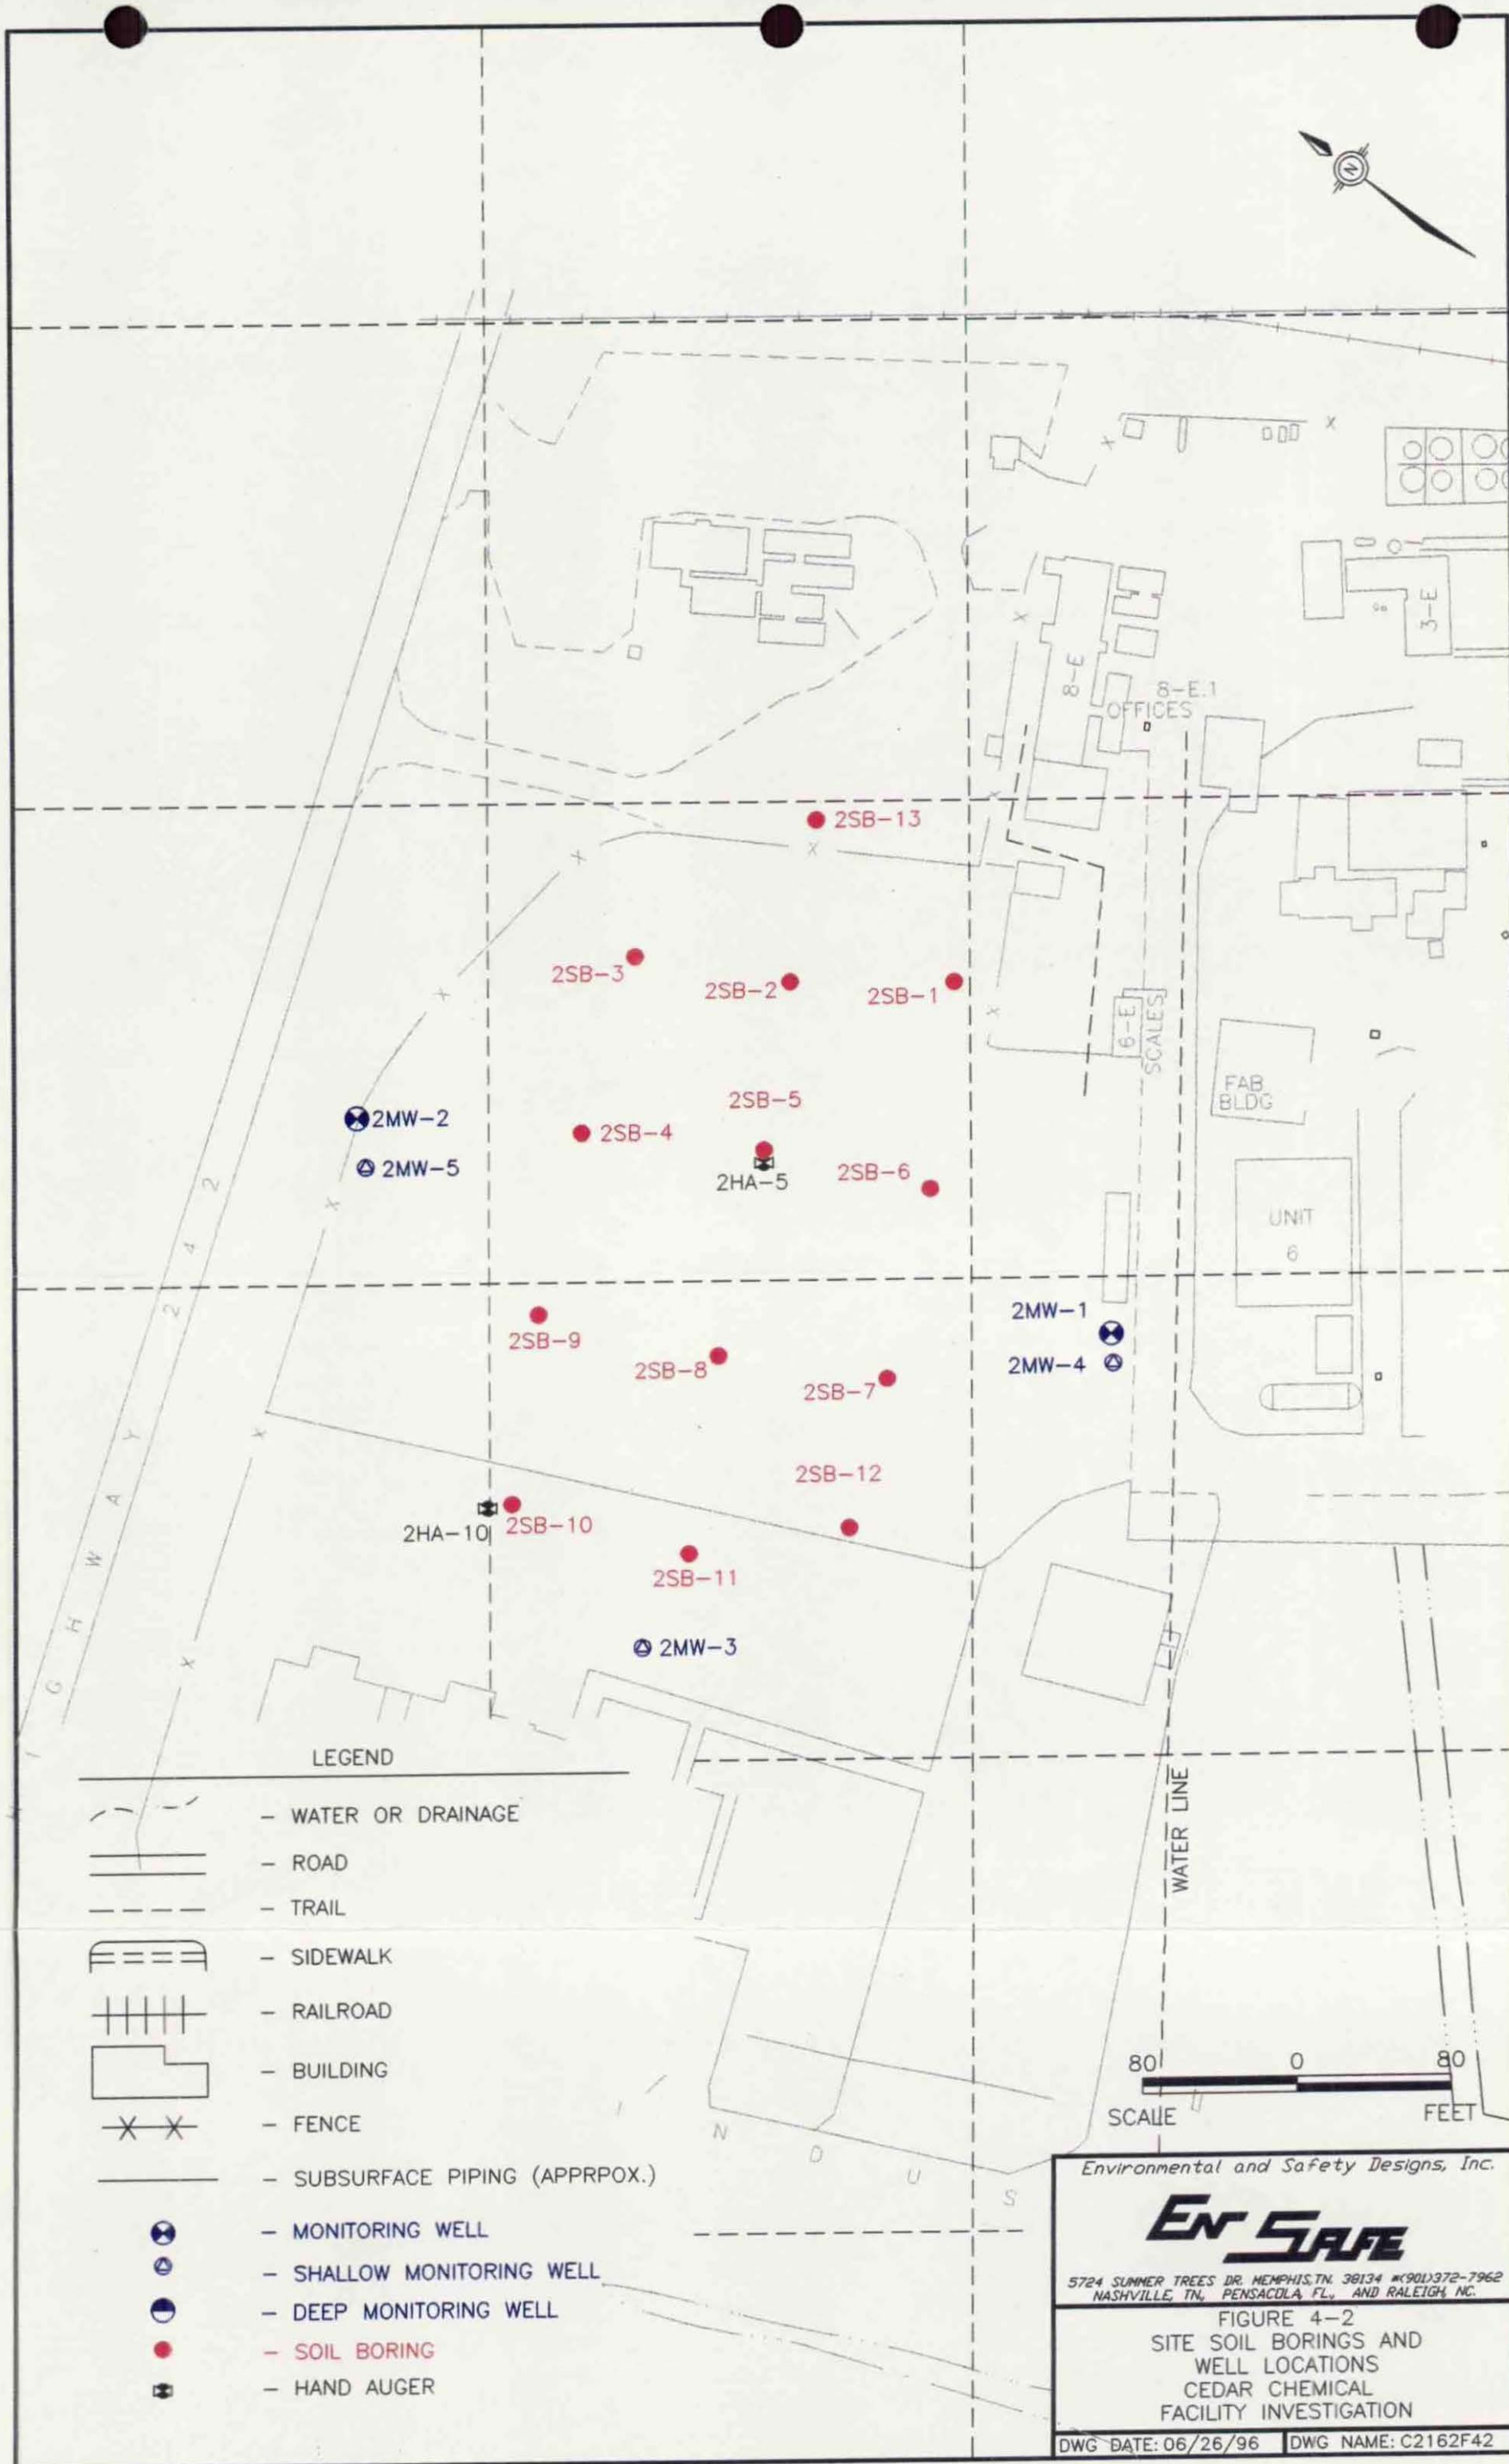 N
8-E
8-E.1
OFFICES
3-E
2SB-13
2SB-3
2SB-2
2SB-1
6-E
SCALES
FAB
BLDG
2SB-5
2MW-2
2SB-4
2MW-5
2HA-5
2SB-6
UNIT
6
HIGHWAY 242
2MW-1
2SB-9
2SB-8
2MW-4
2SB-7
2SB-12
2HA-10
2SB-10
2SB-11
2MW-3
WATER LINE
LEGEND
- WATER OR DRAINAGE
- ROAD
- TRAIL
- SIDEWALK
- RAILROAD
- BUILDING
- FENCE
- SUBSURFACE PIPING (APPRPOX.)
- MONITORING WELL
- SHALLOW MONITORING WELL
- DEEP MONITORING WELL
- SOIL BORING
- HAND AUGER
I N D U S
80 0 80
SCALE FEET
Environmental and Safety Designs, Inc.
EN SAFE
5724 SUMMER TREES DR. MEMPHIS, TN. 38134 (901)372-7962
NASHVILLE, TN, PENSACOLA, FL, AND RALEIGH, NC.
FIGURE 4-2
SITE SOIL BORINGS AND
WELL LOCATIONS
CEDAR CHEMICAL
FACILITY INVESTIGATION
DWG DATE: 06/26/96 DWG NAME: C2162F42